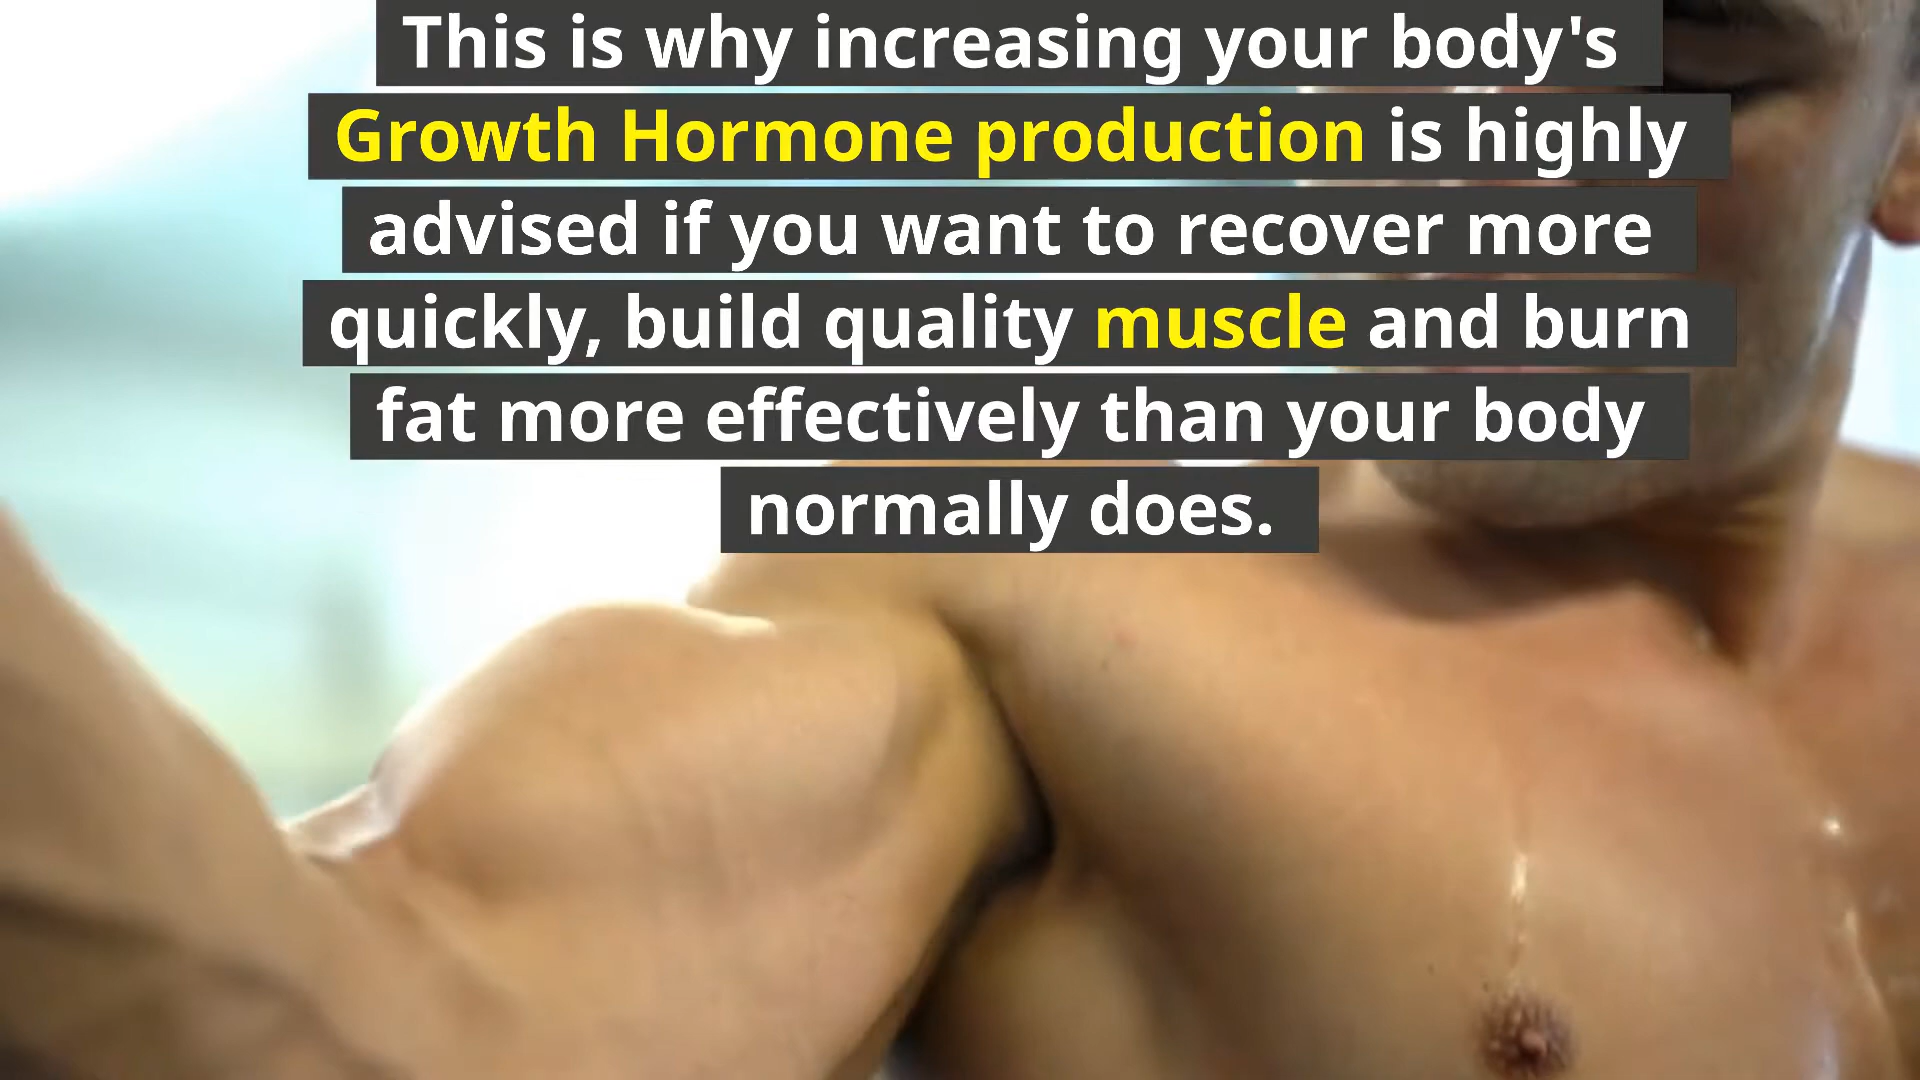 This is why increasing your body's
Growth Hormone production is highly
advised if you want to recover more
quickly, build quality muscle and burn
fat more effectively than your body
normally does.